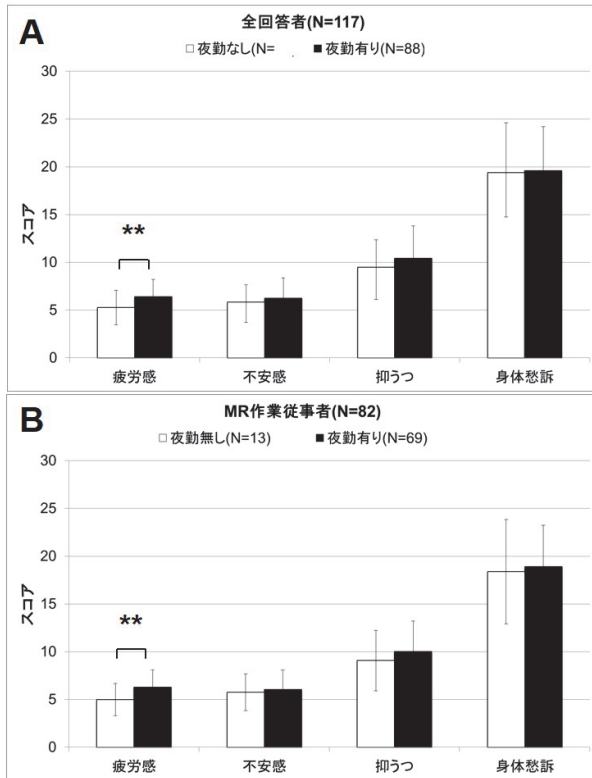 A
全回答者(N=117)
夜勤なし(N= 夜勤有り(N=88)
30
25
20
15
10
5
0
スコア
**
疲労感 不安感 抑うつ 身体愁訴
B
MR作業従事者(N=82)
夜勤無し(N=13) 夜勤有り(N=69)
30
25
20
15
10
5
0
スコア
**
疲労感 不安感 抑うつ 身体愁訴